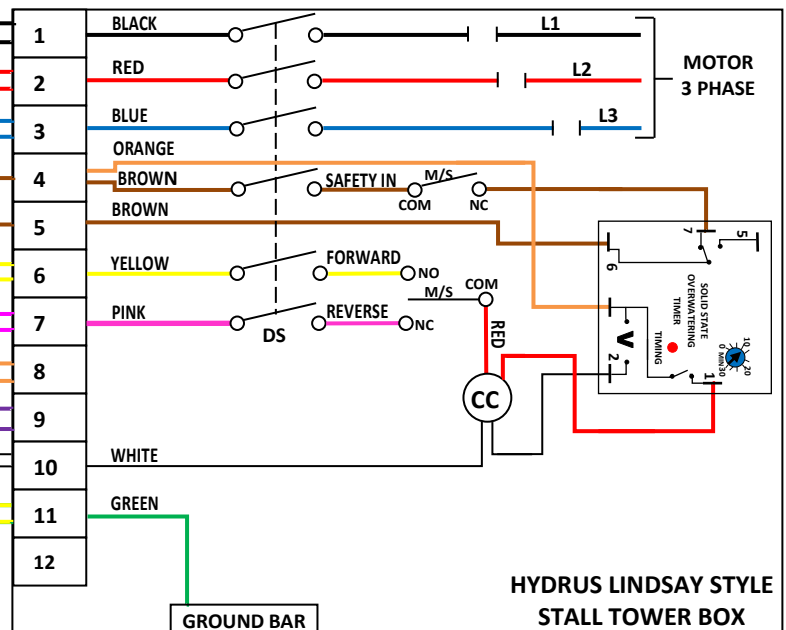 1
BLACK
L1
2
RED
L2
MOTOR
3 PHASE
3
BLUE
L3
ORANGE
4
BROWN
SAFETY IN
M/S
COM
NC
5
BROWN
7
5
6
6
YELLOW
FORWARD
NO
M/S
COM
SOLID STATE
OVERWATERING
TIMER
TIMING
0 MIN
10
20
30
7
PINK
DS
REVERSE
NC
RED
V
2
1
8
CC
9
10
WHITE
11
GREEN
12
GROUND BAR
HYDRUS LINDSAY STYLE
STALL TOWER BOX